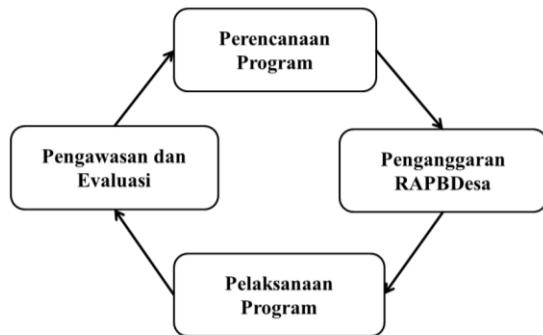 Perencanaan
Program
Pengawasan dan
Evaluasi
Penganggaran
RAPBDesa
Pelaksanaan
Program